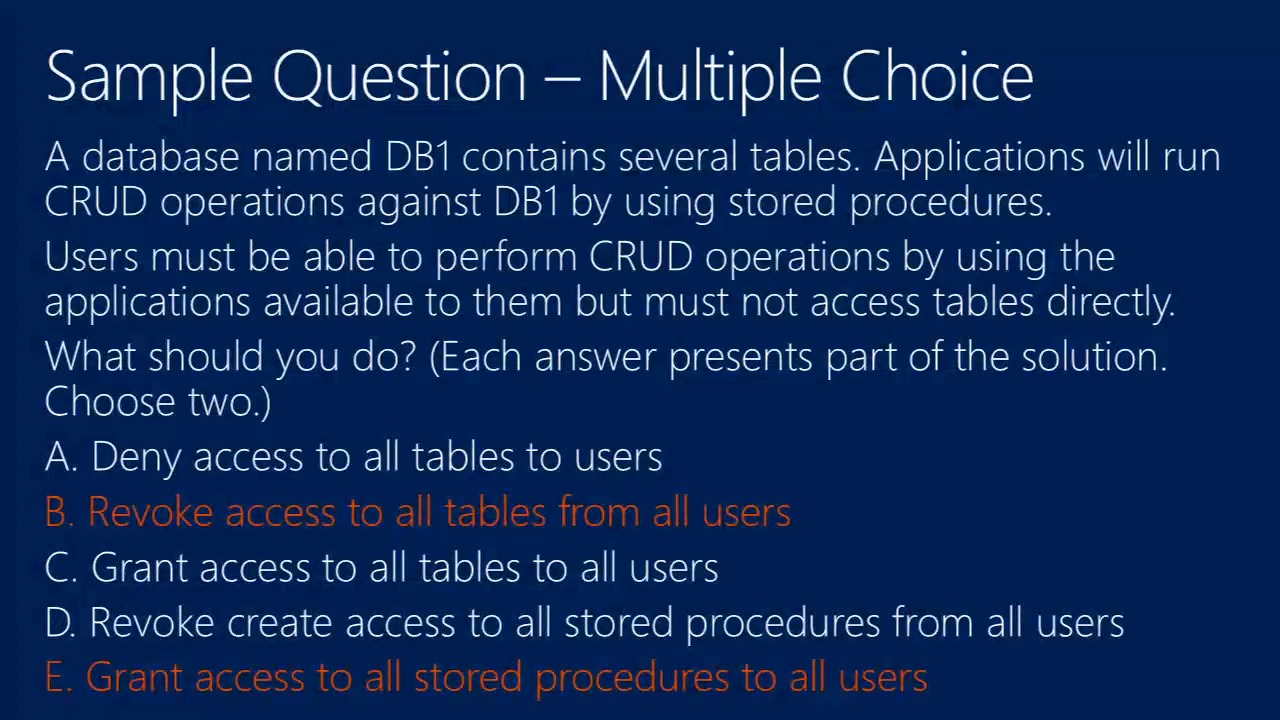 Sample Question – Multiple Choice
A database named DB1 contains several tables. Applications will run
CRUD operations against DB1 by using stored procedures.
Users must be able to perform CRUD operations by using the
applications available to them but must not access tables directly.
What should you do? (Each answer presents part of the solution.
Choose two.)
A. Deny access to all tables to users
B. Revoke access to all tables from all users
C. Grant access to all tables to all users
D. Revoke create access to all stored procedures from all users
E. Grant access to all stored procedures to all users